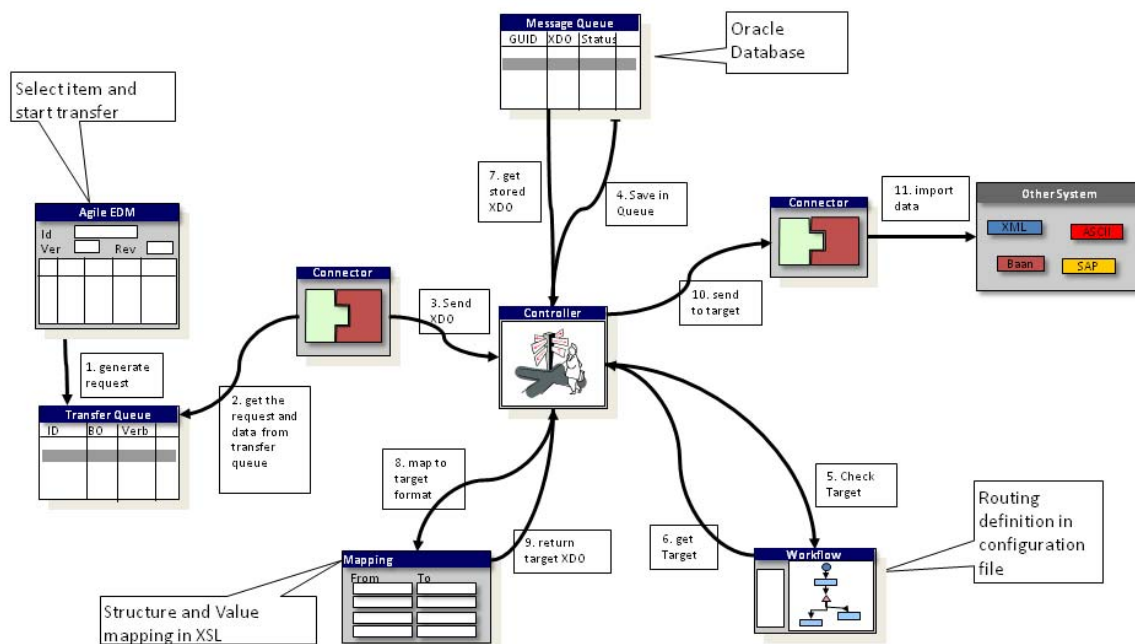 Message Queue
GUID XDO Status
Oracle
Database
Select item and
start transfer
Agile EDM
Id
Ver Rev
1. generate
request
Transfer Queue
ID BO Verb
Connector
2. get the
request and
data from
transfer
queue
3. Send
XDO
7. get
stored
XDO
4. Save in
Queue
Controller
Connector
10. send
to target
11. import
data
Other System
XML
ASCII
Baan
SAP
8. map to
target
format
9. return
target XDO
Mapping
From To
Structure and Value
mapping in XSL
5. Check
Target
6. get
Target
Workflow
Routing
definition in
configuration
file